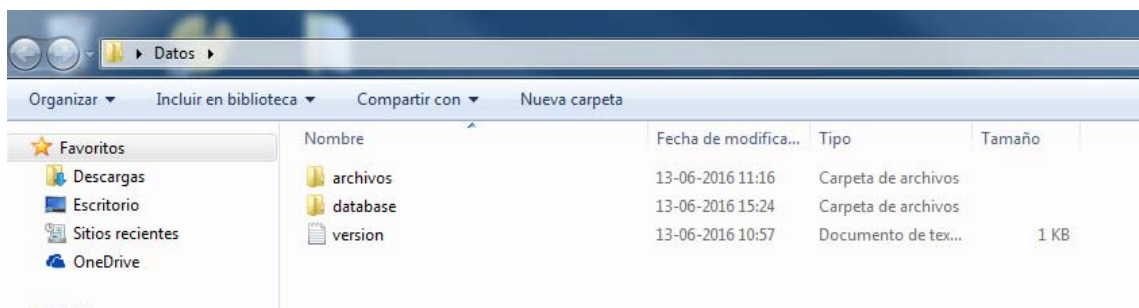 Datos
Organizar Incluir en biblioteca Compartir con Nueva carpeta
Favoritos
Descargas
Escritorio
Sitios recientes
OneDrive
Nombre Fecha de modifica... Tipo Tamaño
archivos 13-06-2016 11:16 Carpeta de archivos
database 13-06-2016 15:24 Carpeta de archivos
version 13-06-2016 10:57 Documento de tex... 1 KB